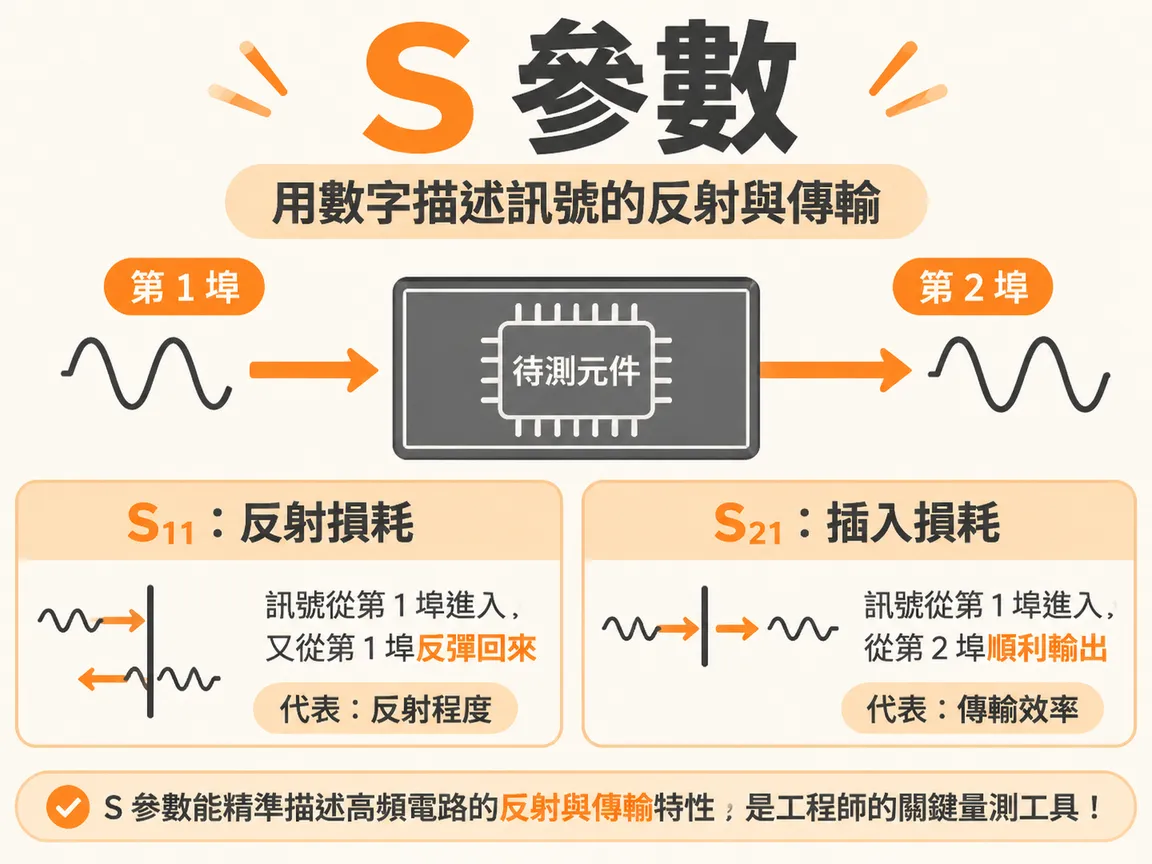 S 參數
用數字描述訊號的反射與傳輸
第 1 埠
第 2 埠
待測元件
S₁₁：反射損耗
訊號從第 1 埠進入，
又從第 1 埠反彈回來
代表：反射程度
S₂₁：插入損耗
訊號從第 1 埠進入，
從第 2 埠順利輸出
代表：傳輸效率
S 參數能精準描述高頻電路的反射與傳輸特性，是工程師的關鍵量測工具！